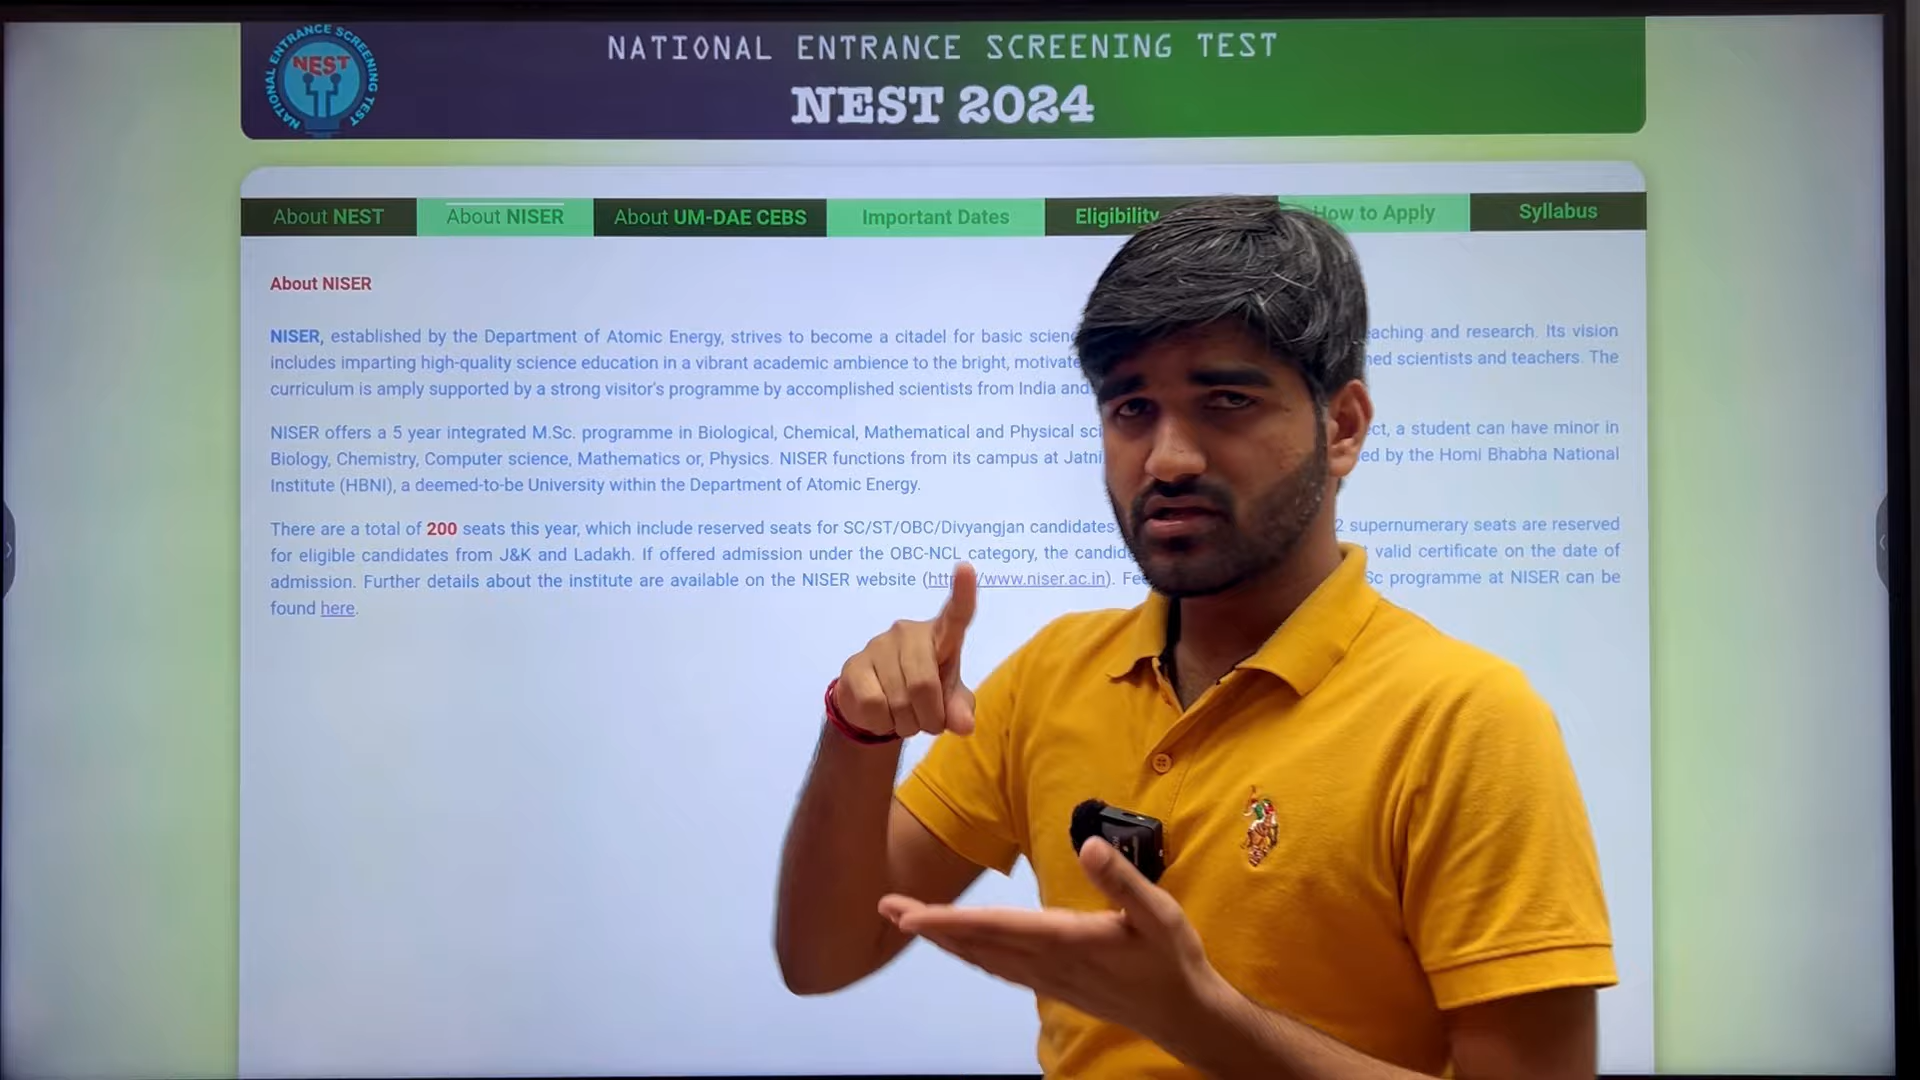 NATIONAL ENTRANCE SCREENING TEST
NEST
NATIONAL ENTRANCE SCREENING TEST
NEST 2024
About NEST About NISER About UM-DAE CEBS Important Dates Eligibility How to Apply Syllabus
About NISER
NISER, established by the Department of Atomic Energy, strives to become a citadel for basic and research. Its vision
includes imparting high-quality science education in a vibrant academic ambience to the bright, scientists and teachers. The
curriculum is amply supported by a strong visitor's programme by accomplished scientists from India and
NISER offers a 5 year integrated M.Sc. programme in Biological, Chemical, Mathematical and Physical a student can have minor in
Biology, Chemistry, Computer science, Mathematics or, Physics. NISER functions from its campus at Jatni, by the Homi Bhabha National
Institute (HBNI), a deemed-to-be University within the Department of Atomic Energy.
There are a total of 200 seats this year, which include reserved seats for SC/ST/OBC/Divyangjan candidates 2 supernumerary seats are reserved
for eligible candidates from J&K and Ladakh. If offered admission under the OBC-NCL category, the valid certificate on the date of
admission. Further details about the institute are available on the NISER website (http://www.niser.ac.in). programme at NISER can be
found here.